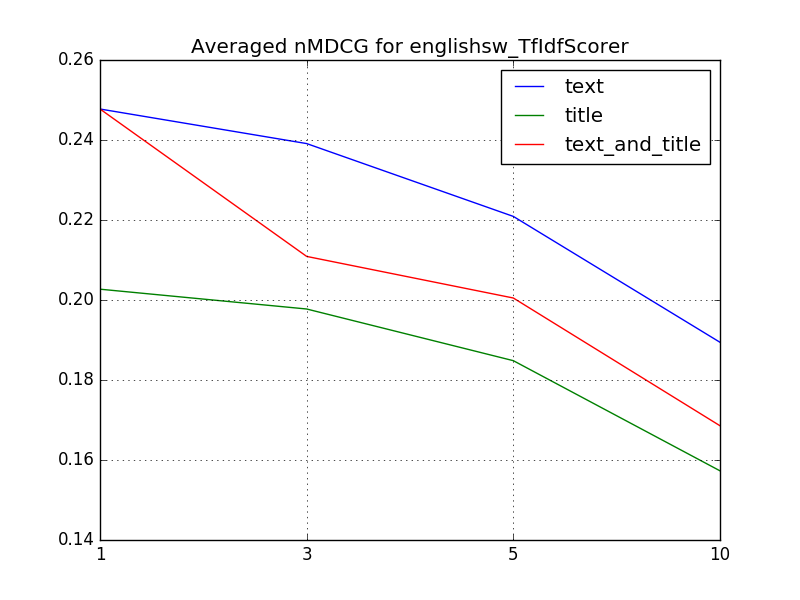 Averaged nMDCG for englishsw_TfIdfScorer
0.26
0.24
0.22
0.20
0.18
0.16
0.14
1 3 5 10
text
title
text_and_title